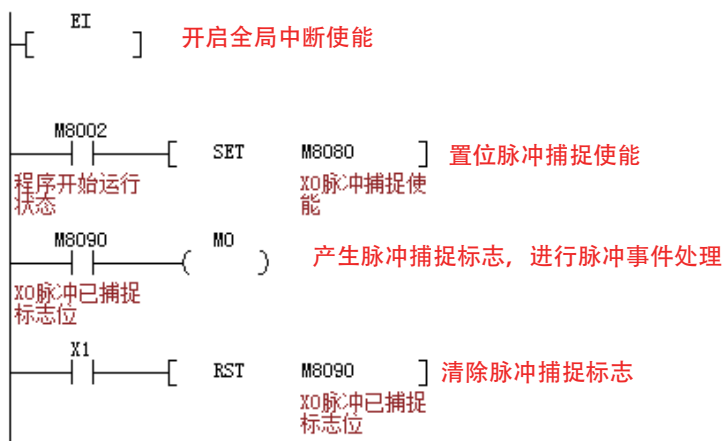 EI
开启全局中断使能
M8002
SET M8080 置位脉冲捕捉使能
程序开始运行
状态
X0脉冲捕捉使
能
M8090 M0
产生脉冲捕捉标志，进行脉冲事件处理
X0脉冲已捕捉
标志位
X1
RST M8090 清除脉冲捕捉标志
X0脉冲已捕捉
标志位